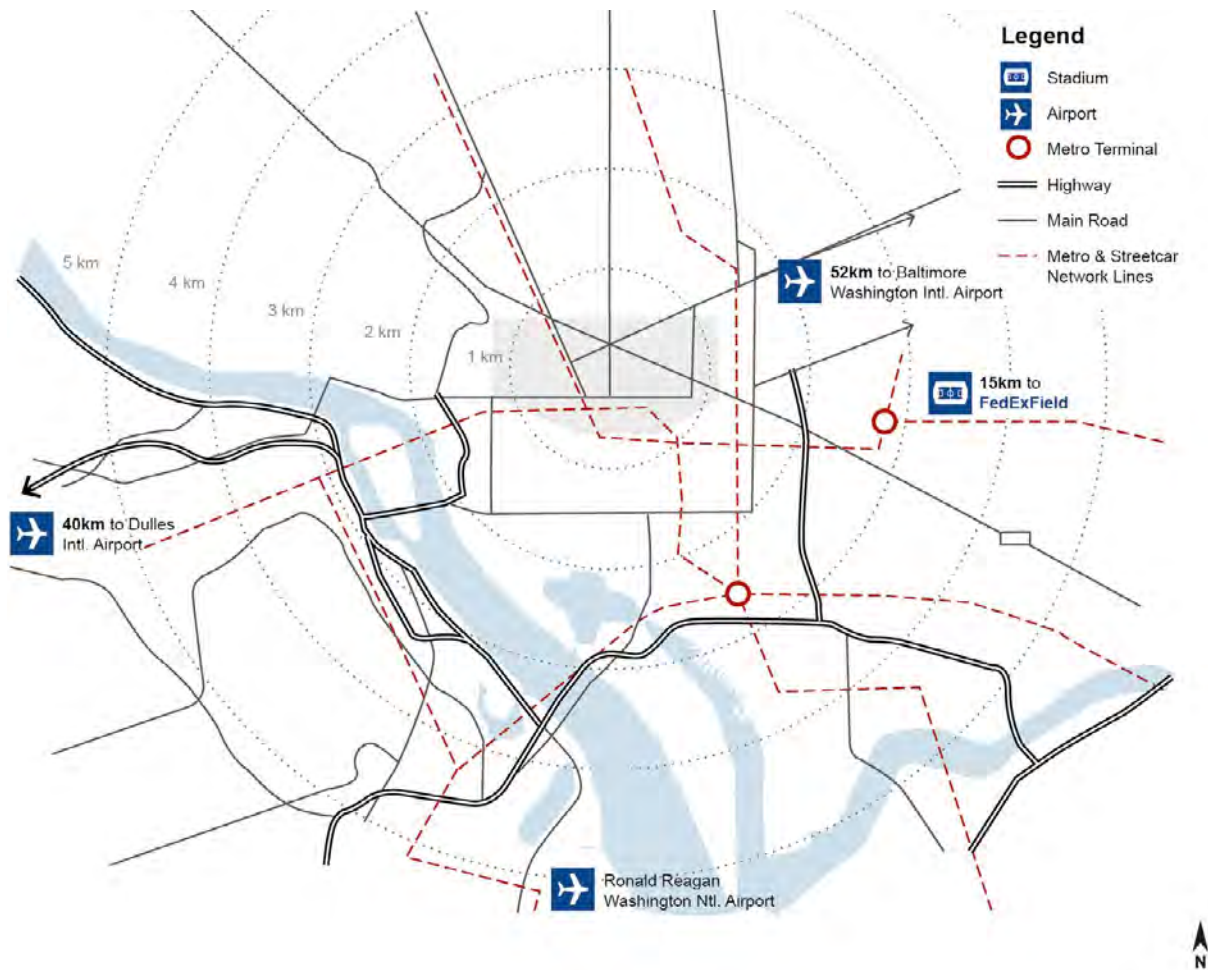 Legend
Stadium
Airport
Metro Terminal
Highway
Main Road
Metro & Streetcar
Network Lines
5 km
4 km
3 km
2 km
1 km
52km to Baltimore
Washington Intl. Airport
15km to
FedExField
40km to Dulles
Intl. Airport
Ronald Reagan
Washington Ntl. Airport
N